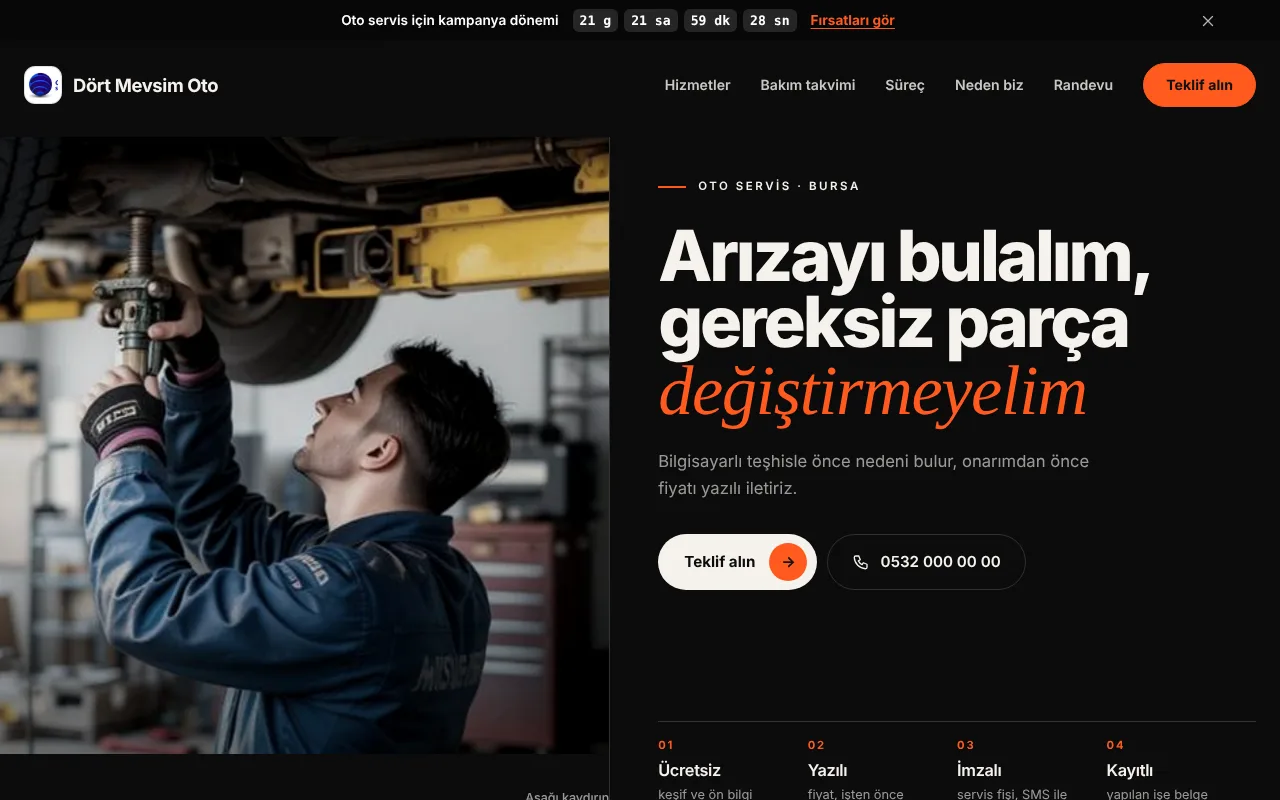 Oto servis için kampanya dönemi 21 g 21 sa 59 dk 28 sn Fırsatları gör
Dört Mevsim Oto
Hizmetler Bakım takvimi Süreç Neden biz Randevu Teklif alın
OTO SERVİS · BURSA
Arızayı bulalım,
gereksiz parça
değiştirmeyelim
Bilgisayarlı teşhisle önce nedeni bulur, onarımdan önce
fiyatı yazılı iletiriz.
Teklif alın 0532 000 00 00
01 02 03 04
Ücretsiz Yazılı İmzalı Kayıtlı
keşif ve ön bilgi fiyat, işten önce servis fişi, SMS ile yapılan işe belge
Aşağı kaydırın